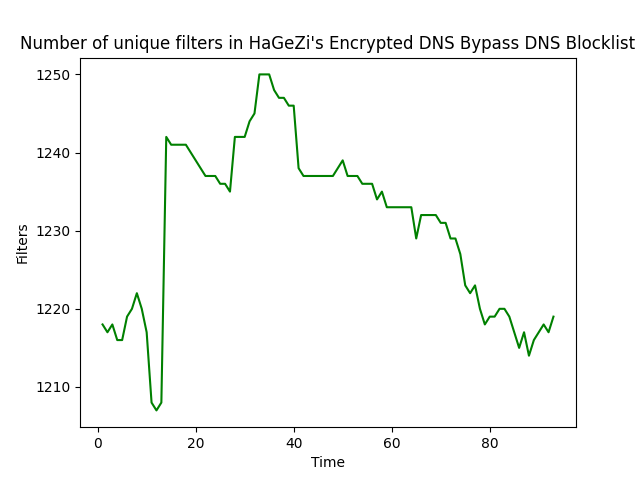 Number of unique filters in HaGeZi's Encrypted DNS Bypass DNS Blocklist
1250
1240
1230
1220
1210
Filters
0 20 40 60 80
Time